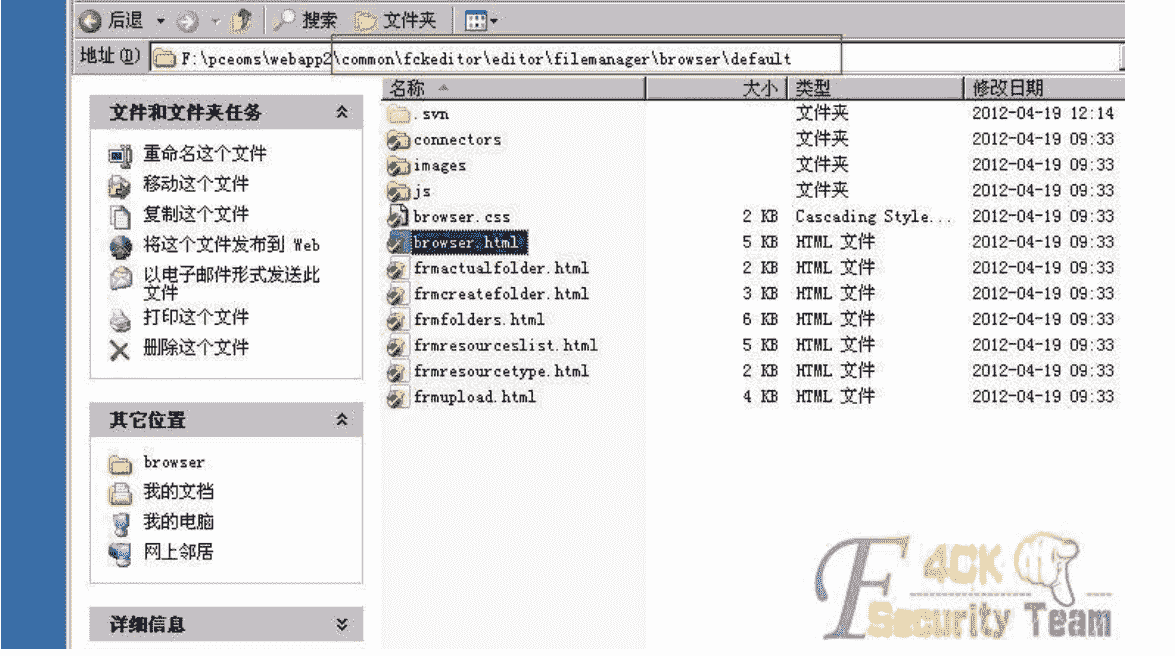 后退 搜索 文件夹
地址(D) F:\pceoms\webapp2\common\fckeditor\editor\filemanager\browser\default
名称 大小 类型 修改日期
.svn 文件夹 2012-04-19 12:14
connectors 文件夹 2012-04-19 09:33
images 文件夹 2012-04-19 09:33
js 文件夹 2012-04-19 09:33
browser.css 2 KB Cascading Style... 2012-04-19 09:33
browser.html 5 KB HTML 文件 2012-04-19 09:33
frmactualfolder.html 2 KB HTML 文件 2012-04-19 09:33
frmcreatefolder.html 3 KB HTML 文件 2012-04-19 09:33
frmfolders.html 6 KB HTML 文件 2012-04-19 09:33
frmresourceslist.html 5 KB HTML 文件 2012-04-19 09:33
frmresourcetype.html 2 KB HTML 文件 2012-04-19 09:33
frmupload.html 4 KB HTML 文件 2012-04-19 09:33
文件和文件夹任务
重命名这个文件
移动这个文件
复制这个文件
将这个文件发布到 Web
以电子邮件形式发送此
文件
打印这个文件
删除这个文件
其它位置
browser
我的文档
我的电脑
网上邻居
详细信息
F4CK
Security Team